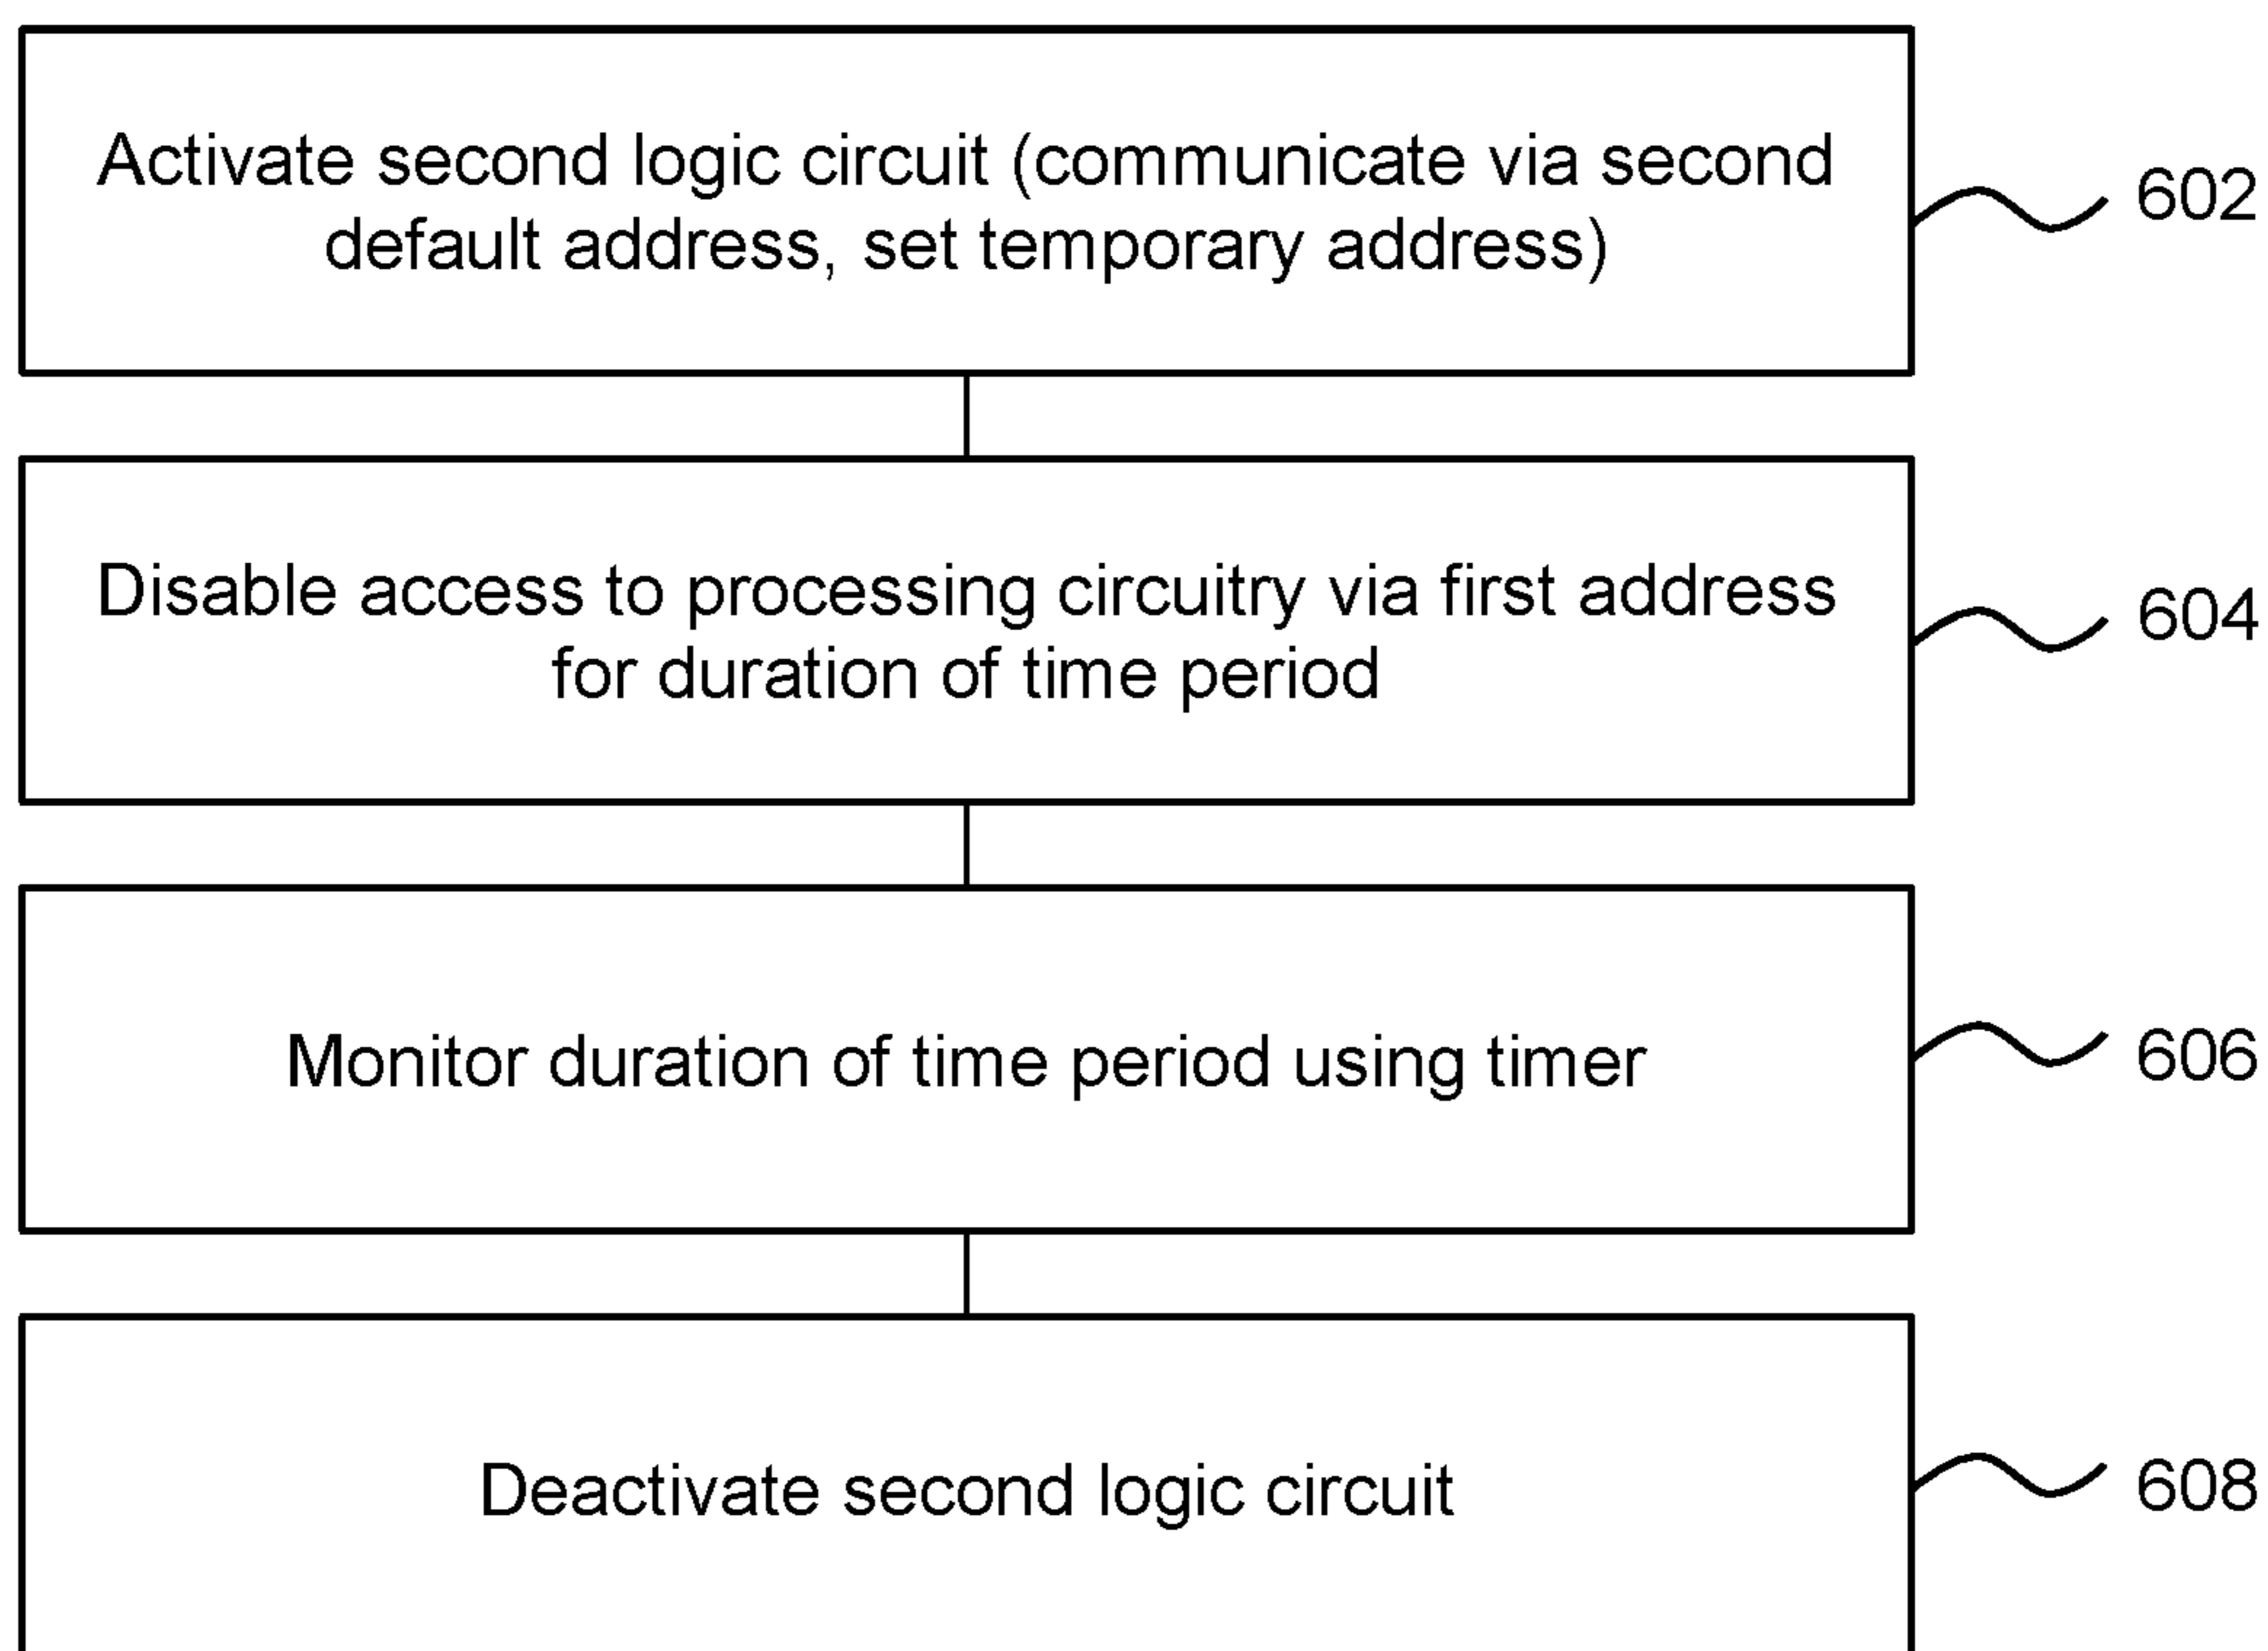 Activate second logic circuit (communicate via second
default address, set temporary address)
602
Disable access to processing circuitry via first address
for duration of time period
604
Monitor duration of time period using timer
606
Deactivate second logic circuit
608